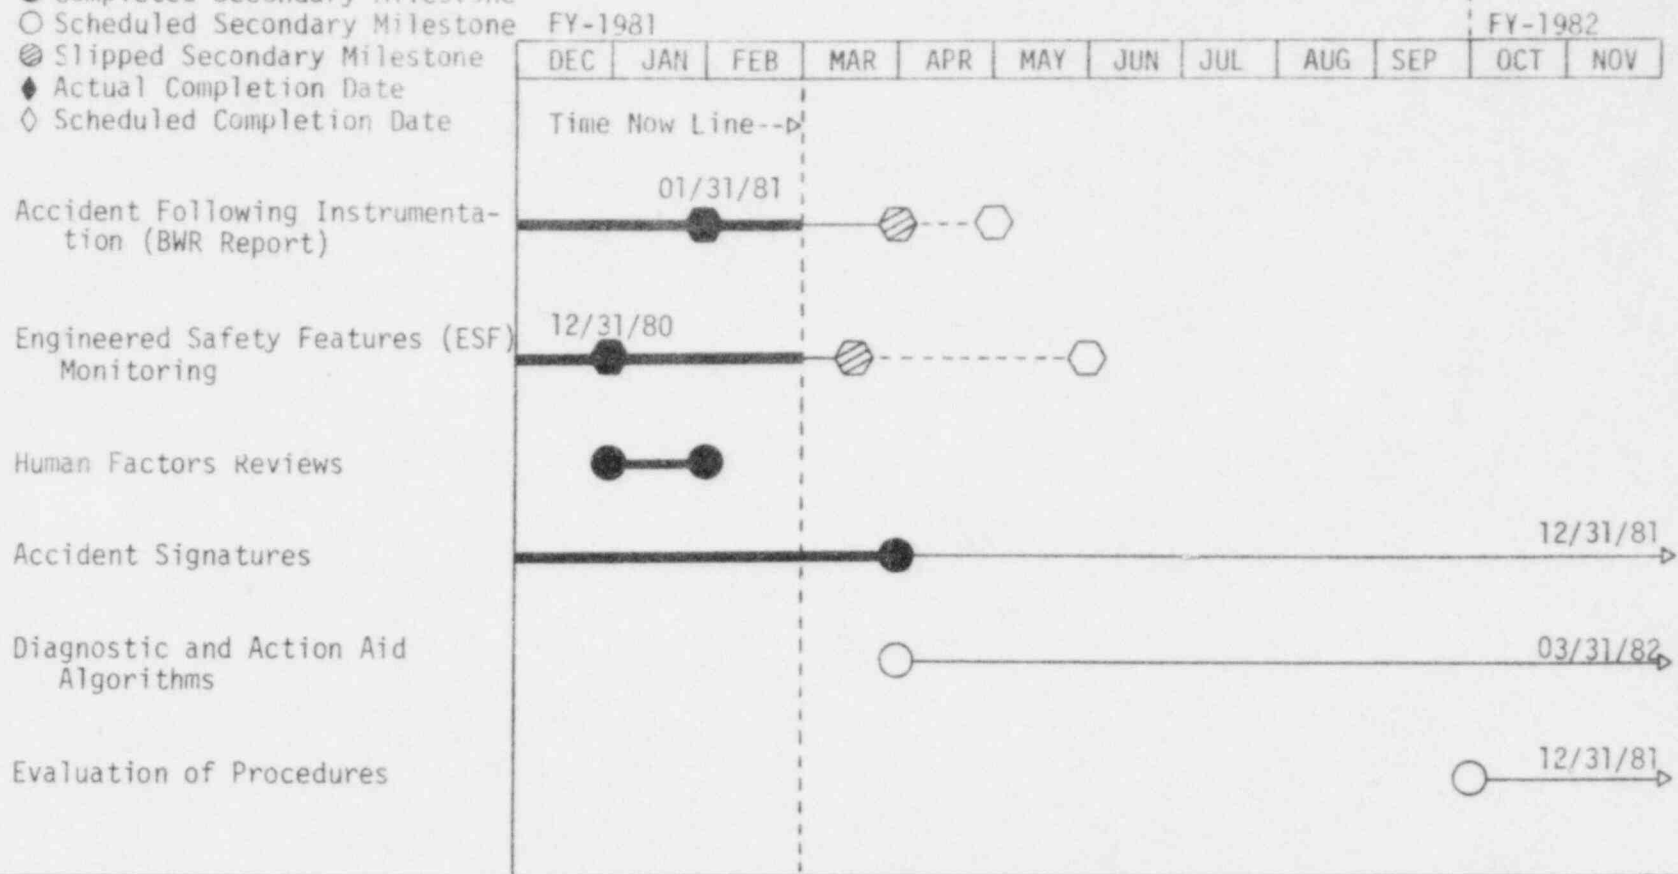 Scheduled Secondary Milestone
FY-1981
FY-1982
Slipped Secondary Milestone
DEC JAN FEB MAR APR MAY JUN JUL AUG SEP OCT NOV
Actual Completion Date
Scheduled Completion Date
Time Now Line--
01/31/81
Accident Following Instrumenta-
tion (BWR Report)
12/31/80
Engineered Safety Features (ESF)
Monitoring
Human Factors Reviews
Accident Signatures
12/31/81
Diagnostic and Action Aid
Algorithms
03/31/82
Evaluation of Procedures
12/31/81